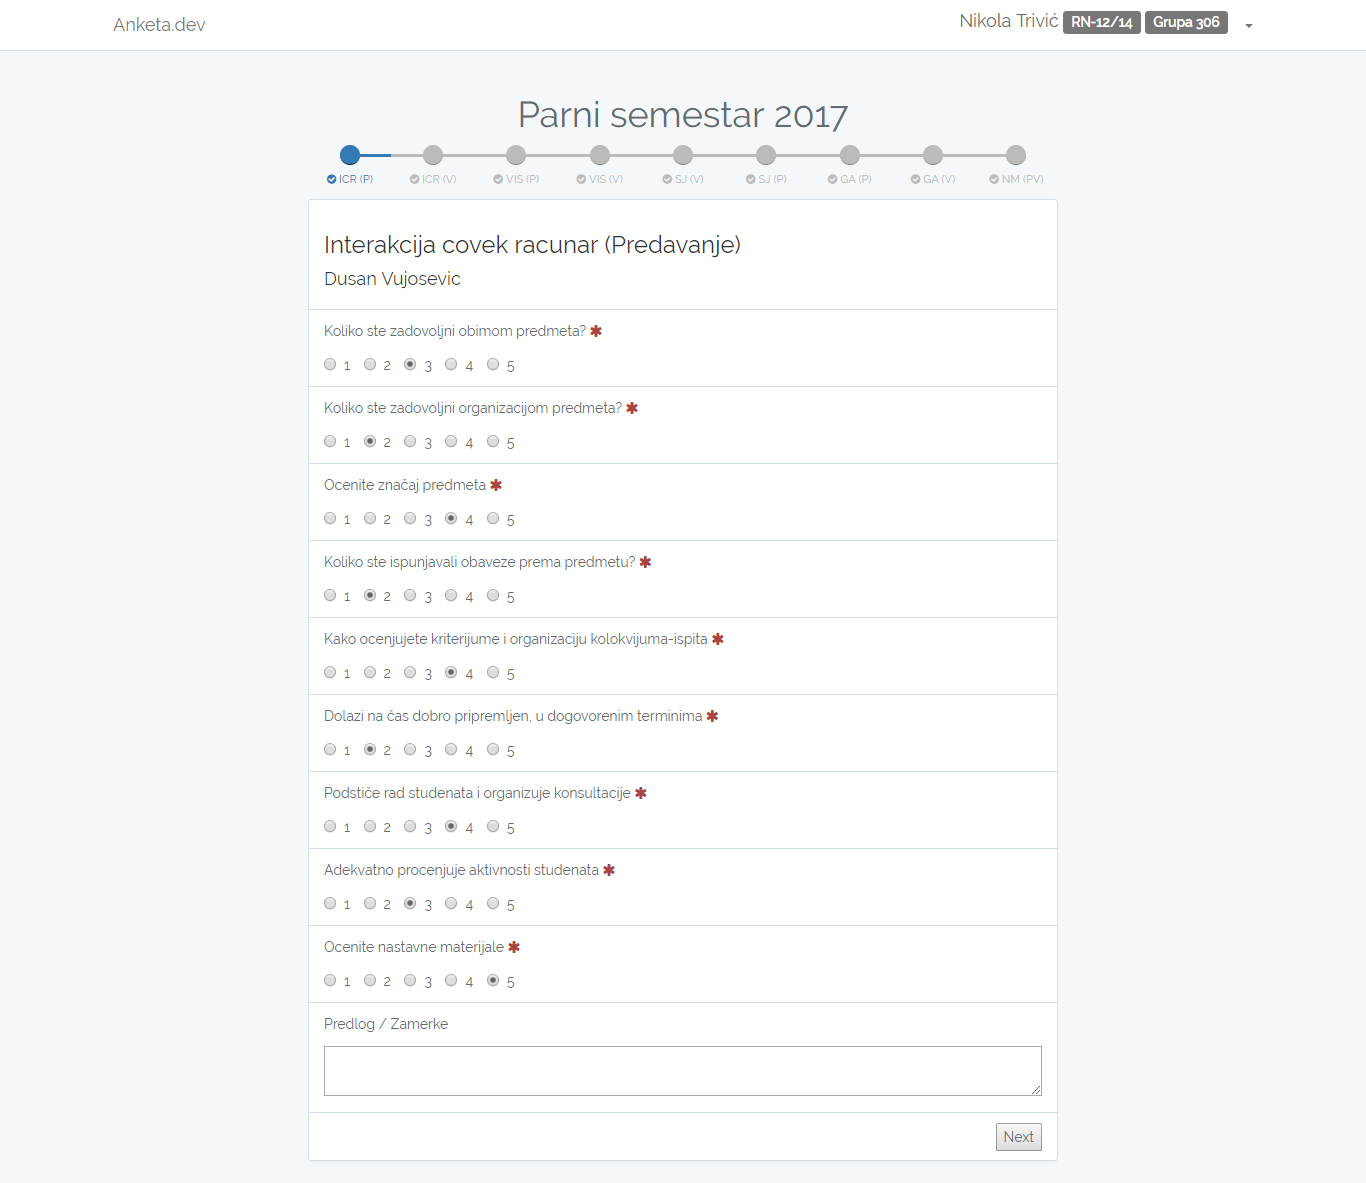 Anketa.dev
Nikola Trivić RN-12/14 Grupa 306
Parni semestar 2017
ICR (P) ICR (V) VIS (P) VIS (V) SJ (V) SJ (P) GA (P) GA (V) NM (PV)
Interakcija covek racunar (Predavanje)
Dusan Vujosevic
Koliko ste zadovoljni obimom predmeta? ✱
1 2 3 4 5
Koliko ste zadovoljni organizacijom predmeta? ✱
1 2 3 4 5
Ocenite značaj predmeta ✱
1 2 3 4 5
Koliko ste ispunjavali obaveze prema predmetu? ✱
1 2 3 4 5
Kako ocenjujete kriterijume i organizaciju kolokvijuma-ispita ✱
1 2 3 4 5
Dolazi na čas dobro pripremljen, u dogovorenim terminima ✱
1 2 3 4 5
Podstiče rad studenata i organizuje konsultacije ✱
1 2 3 4 5
Adekvatno procenjuje aktivnosti studenata ✱
1 2 3 4 5
Ocenite nastavne materijale ✱
1 2 3 4 5
Predlog / Zamerke
Next